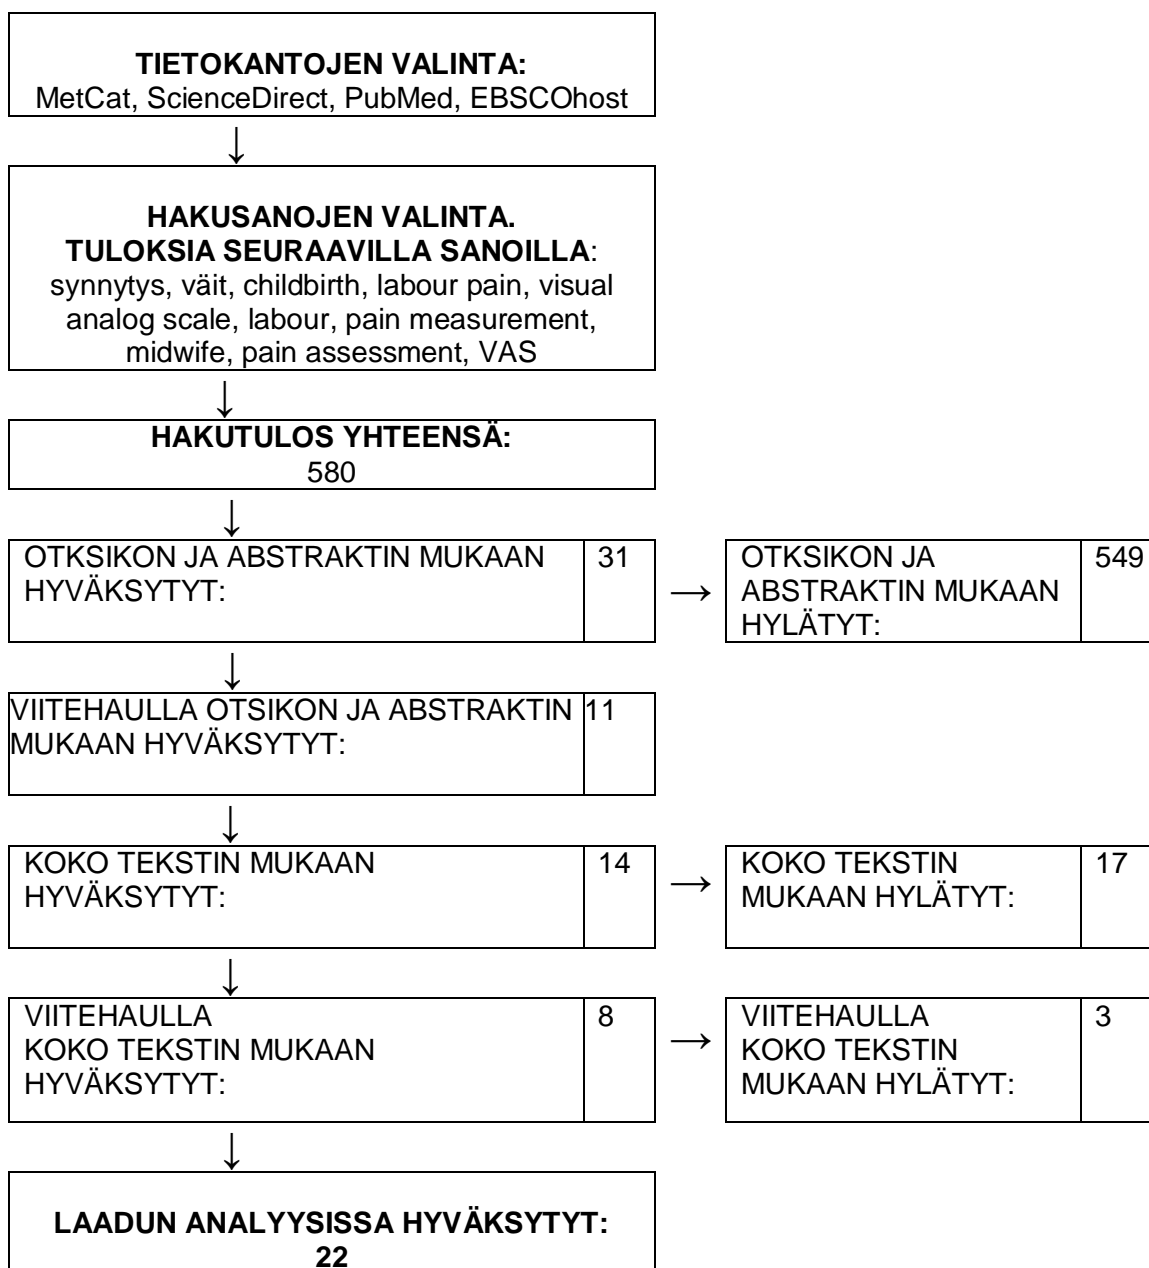 TIETOKANTOJEN VALINTA:
MetCat, ScienceDirect, PubMed, EBSCOhost
↓
HAKUSANOJEN VALINTA.
TULOKSIA SEURAAVILLA SANOILLA:
synnytys, väit, childbirth, labour pain, visual
analog scale, labour, pain measurement,
midwife, pain assessment, VAS
↓
HAKUTULOS YHTEENSÄ:
580
↓
OTKSIKON JA ABSTRAKTIN MUKAAN
HYVÄKSYTYT:
31
→
OTKSIKON JA
ABSTRAKTIN MUKAAN
HYLÄTYT:
549
↓
VIITEHAULLA OTSIKON JA ABSTRAKTIN
MUKAAN HYVÄKSYTYT:
11
↓
KOKO TEKSTIN MUKAAN
HYVÄKSYTYT:
14
→
KOKO TEKSTIN
MUKAAN HYLÄTYT:
17
↓
VIITEHAULLA
KOKO TEKSTIN MUKAAN
HYVÄKSYTYT:
8
→
VIITEHAULLA
KOKO TEKSTIN
MUKAAN HYLÄTYT:
3
↓
LAADUN ANALYYSISSA HYVÄKSYTYT:
22